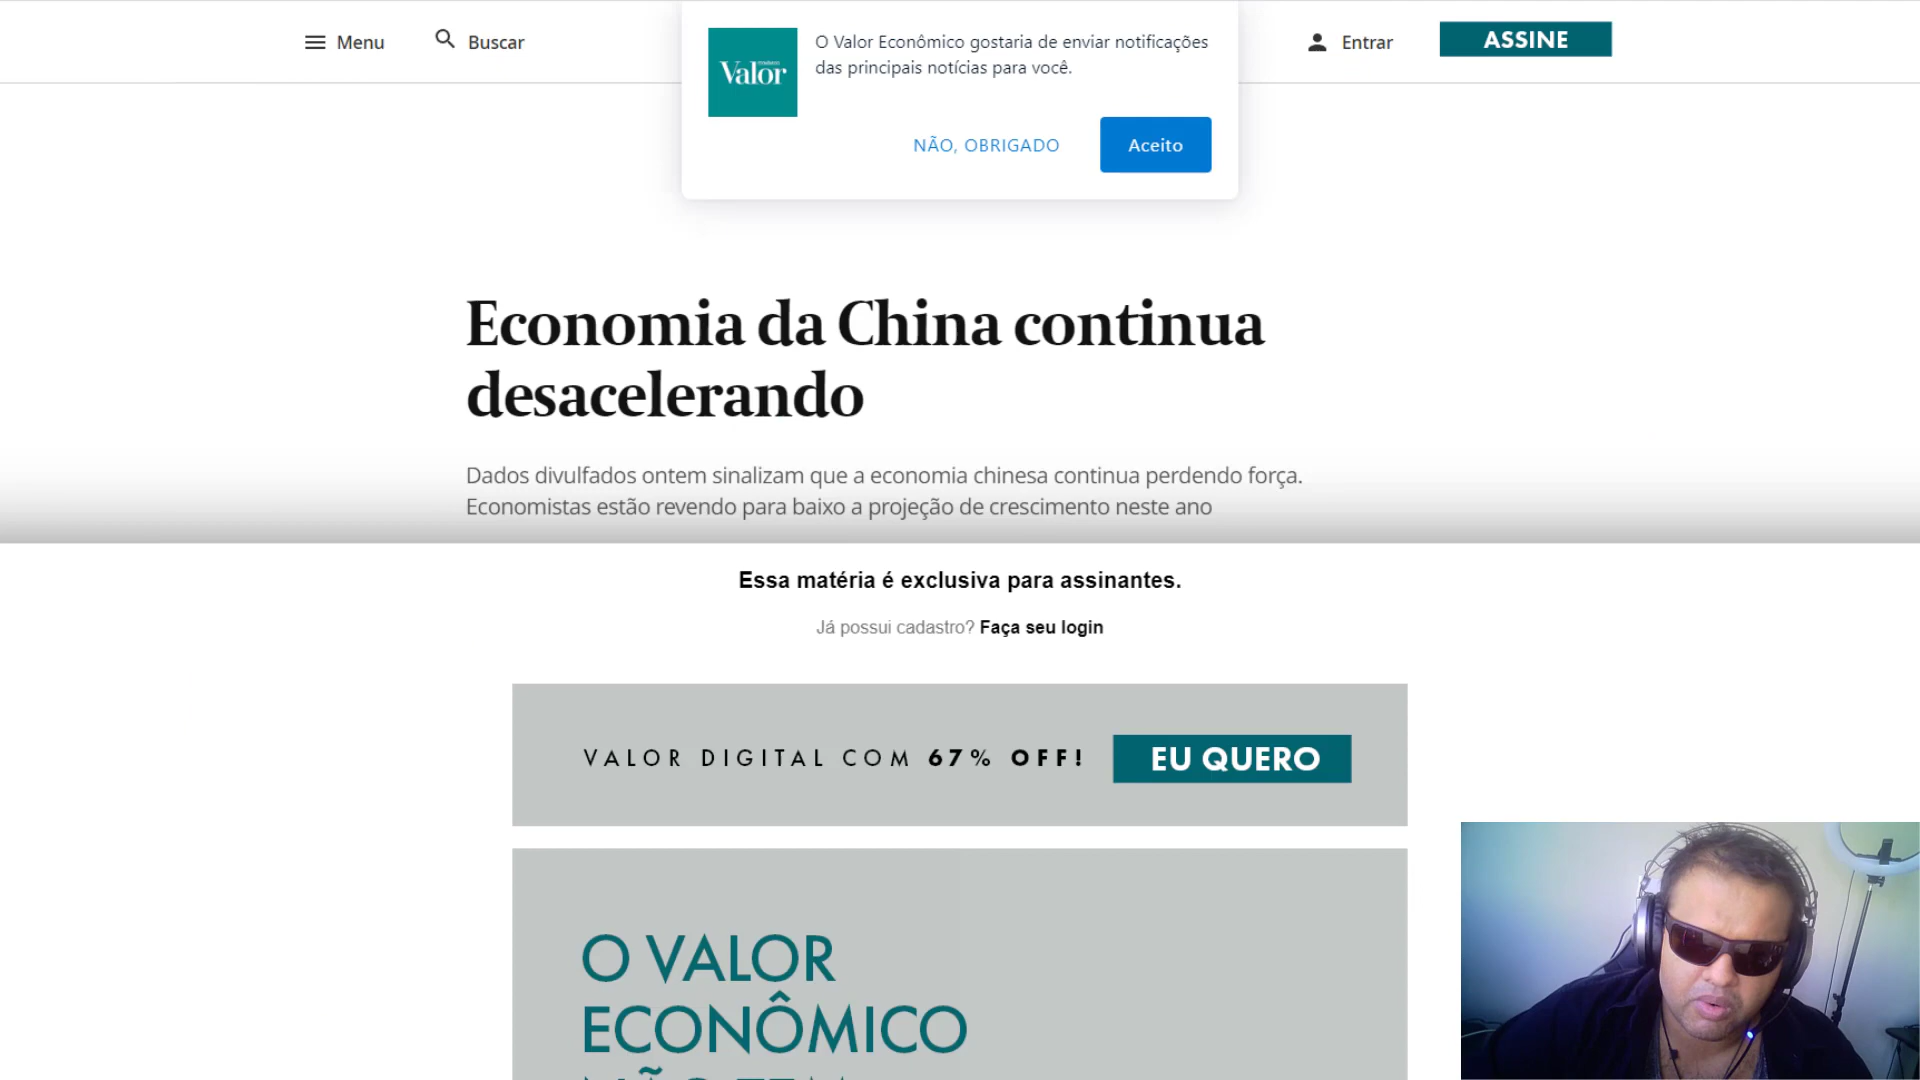 Menu
Buscar
Valor
O Valor Econômico gostaria de enviar notificações
das principais notícias para você.
NÃO, OBRIGADO
Aceito
Entrar
ASSINE
Economia da China continua
desacelerando
Dados divulfados ontem sinalizam que a economia chinesa continua perdendo força.
Economistas estão revendo para baixo a projeção de crescimento neste ano
Essa matéria é exclusiva para assinantes.
Já possui cadastro? Faça seu login
VALOR DIGITAL COM 67% OFF!
EU QUERO
O VALOR
ECONÔMICO